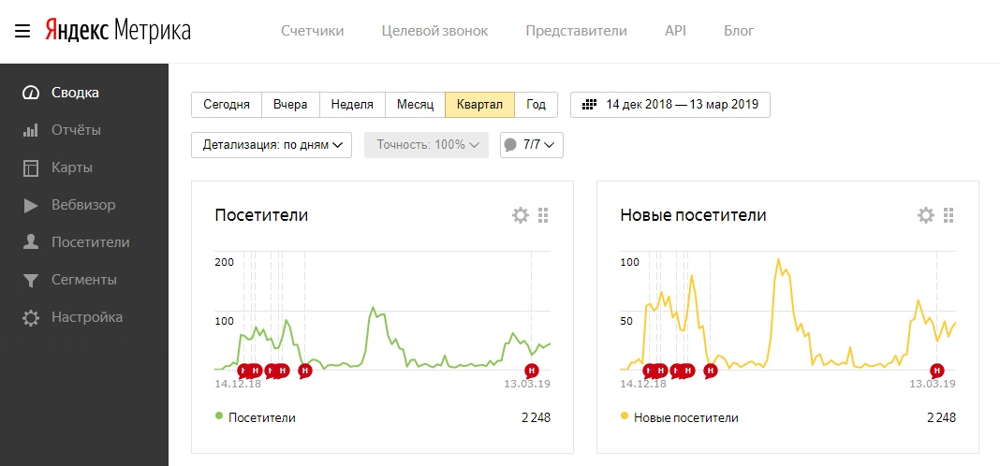 Яндекс Метрика
Счетчики Целевой звонок Представители API Блог
Сводка
Отчёты
Карты
Вебвизор
Посетители
Сегменты
Настройка
Сегодня Вчера Неделя Месяц Квартал Год 14 дек 2018 — 13 мар 2019
Детализация: по дням Точность: 100% 7/7
Посетители
200
100
Н Н Н Н Н Н
14.12.18 13.03.19
Посетители 2 248
Новые посетители
100
50
Н Н Н Н Н Н
14.12.18 13.03.19
Новые посетители 2 248